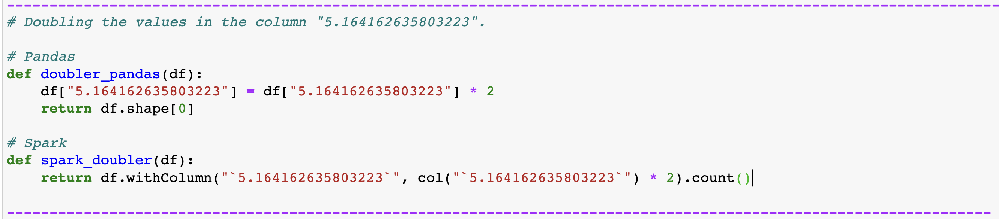 # Doubling the values in the column "5.164162635803223".
# Pandas
def doubler_pandas(df):
    df["5.164162635803223"] = df["5.164162635803223"] * 2
    return df.shape[0]
# Spark
def spark_doubler(df):
    return df.withColumn("`5.164162635803223`", col("`5.164162635803223`") * 2).count()